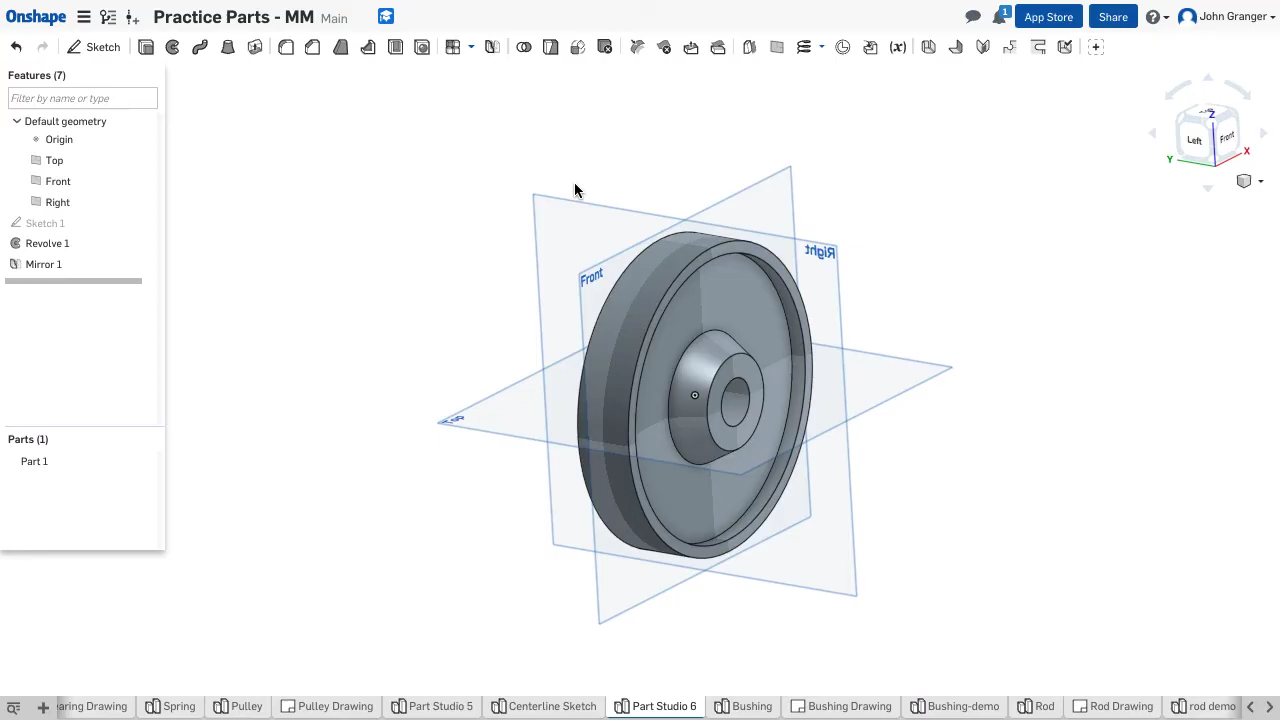 Onshape
Practice Parts - MM Main
1
App Store
Share
John Granger
Sketch
(x)
Features (7)
Filter by name or type
Default geometry
Origin
Top
Front
Right
Sketch 1
Revolve 1
Mirror 1
Parts (1)
Part 1
Front
Right
Top
Z
Left
Front
Y
X
earing Drawing
Spring
Pulley
Pulley Drawing
Part Studio 5
Centerline Sketch
Part Studio 6
Bushing
Bushing Drawing
Bushing-demo
Rod
Rod Drawing
rod demo